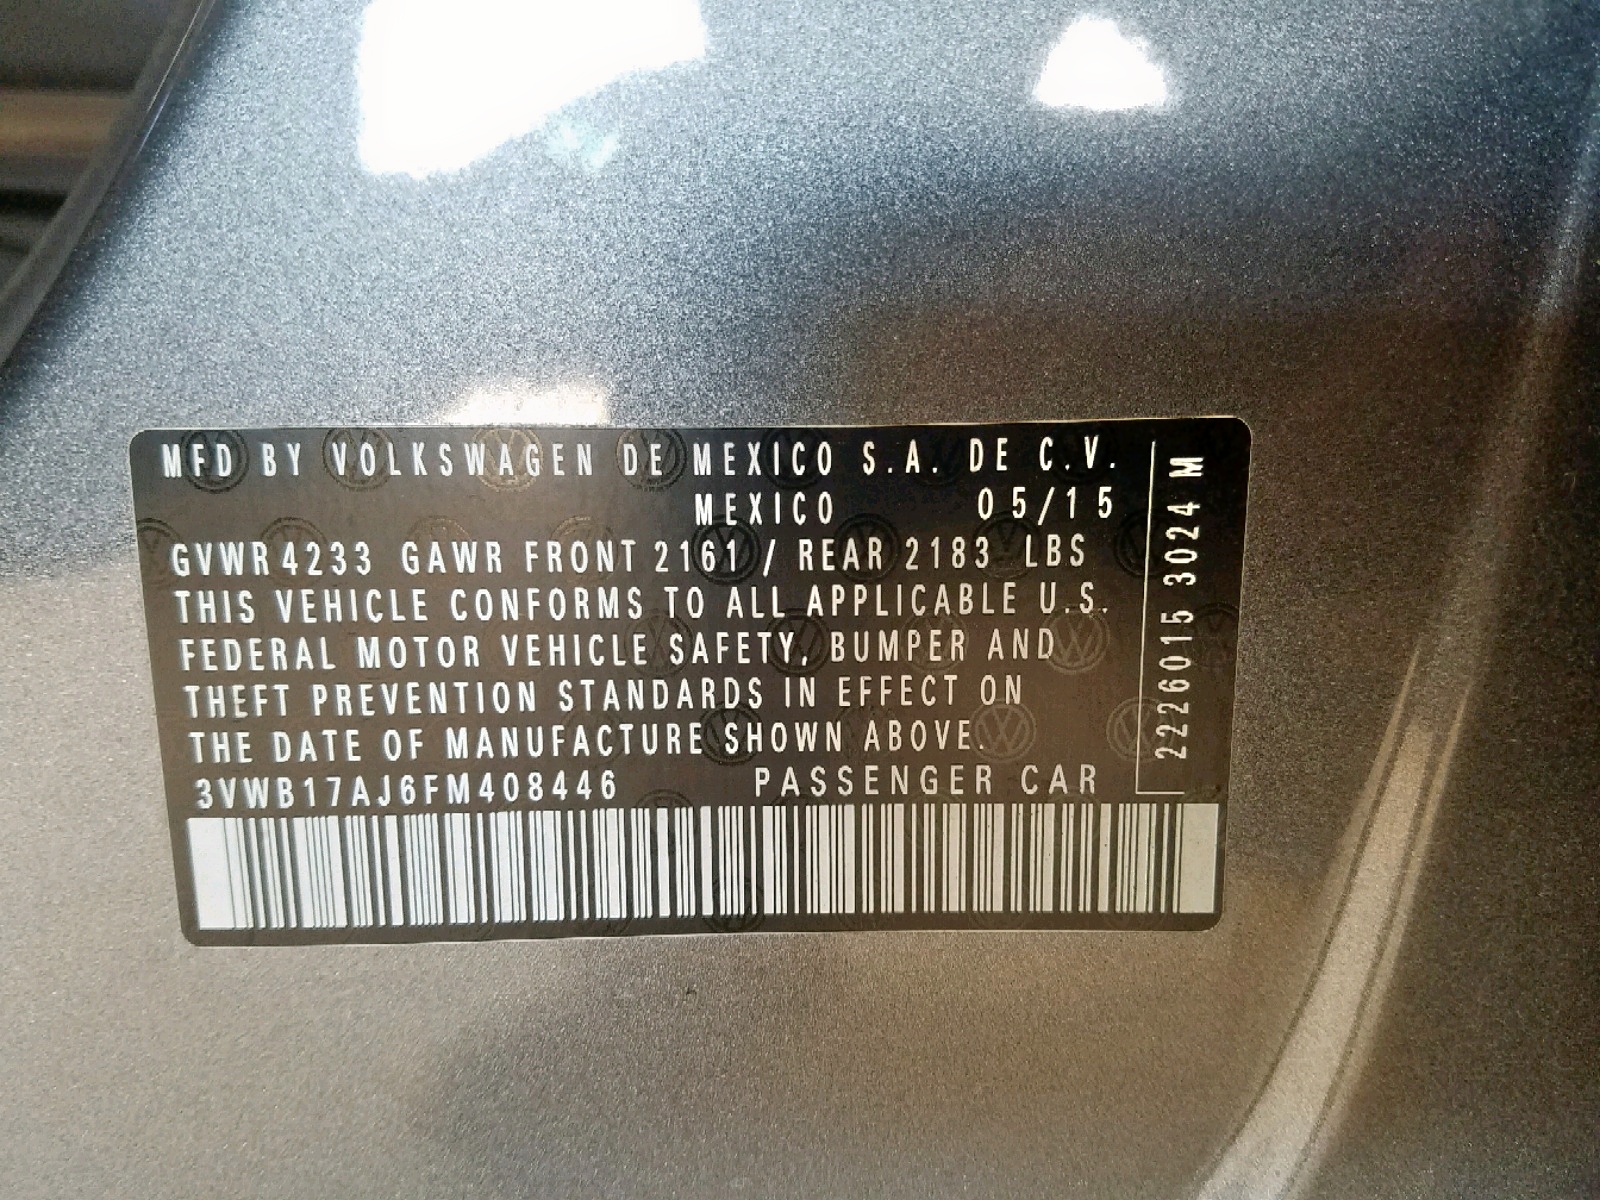 MFD BY VOLKSWAGEN DE MEXICO S.A. DE C.V.
MEXICO 05/15
GVWR 4233 GAWR FRONT 2161 / REAR 2183 LBS
THIS VEHICLE CONFORMS TO ALL APPLICABLE U.S.
FEDERAL MOTOR VEHICLE SAFETY, BUMPER AND
THEFT PREVENTION STANDARDS IN EFFECT ON
THE DATE OF MANUFACTURE SHOWN ABOVE.
3VWB17AJ6FM408446 PASSENGER CAR
2226015 3024 M